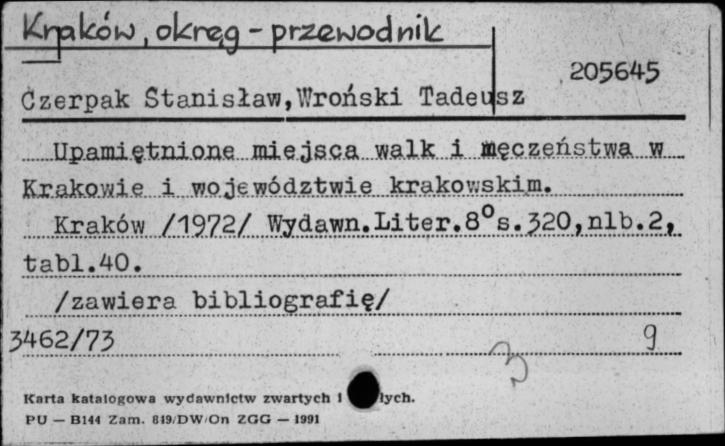 Kraków, okręg - przewodnik
205645
Czerpak Stanisław, Wroński Tadeusz
Upamiętnione miejsca walk i męczeństwa w
Krakowie i województwie krakowskim.
Kraków /1972/ Wydawn.Liter.8°s.320,nlb.2,
tabl.40.
/zawiera bibliografię/
3462/73
9
3
Karta katalogowa wydawnictw zwartych i łych.
PU — B144 Zam. 819/DW/On ZGG — 1991